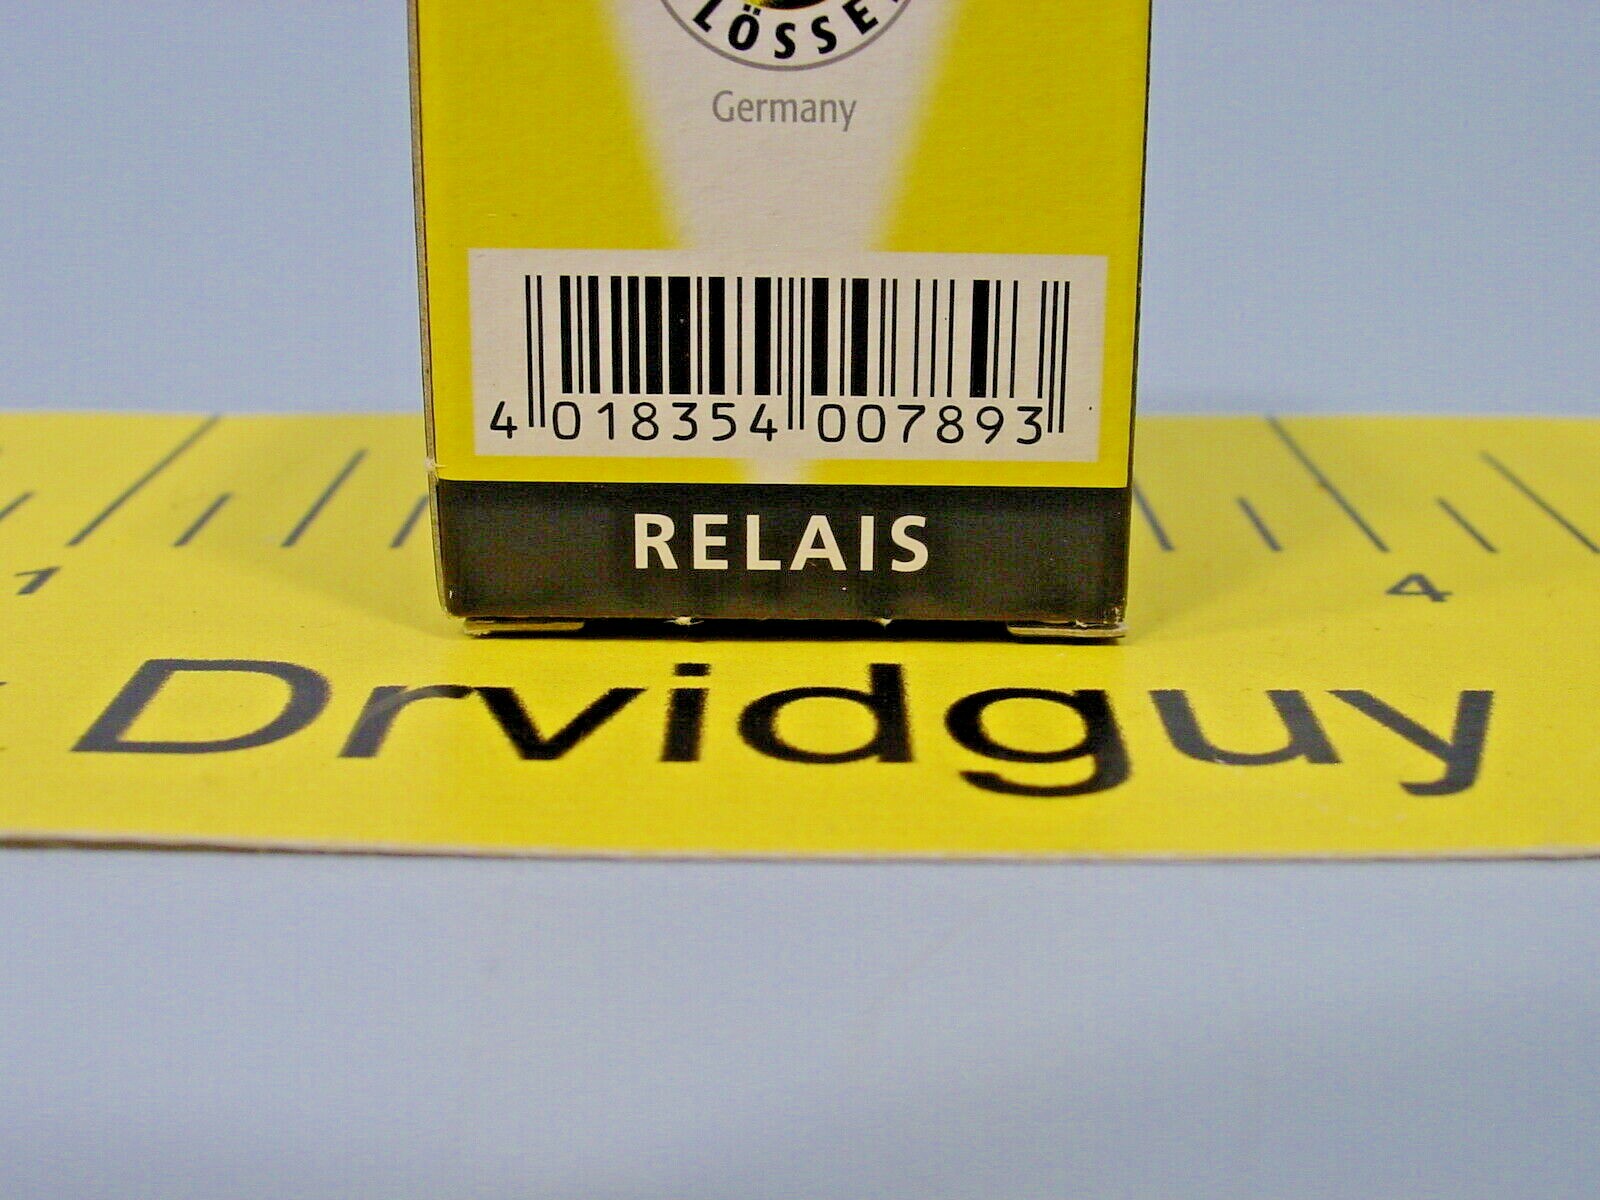 LÖSSE
Germany
4 018354 007893
RELAIS
1
4
Drvidguy